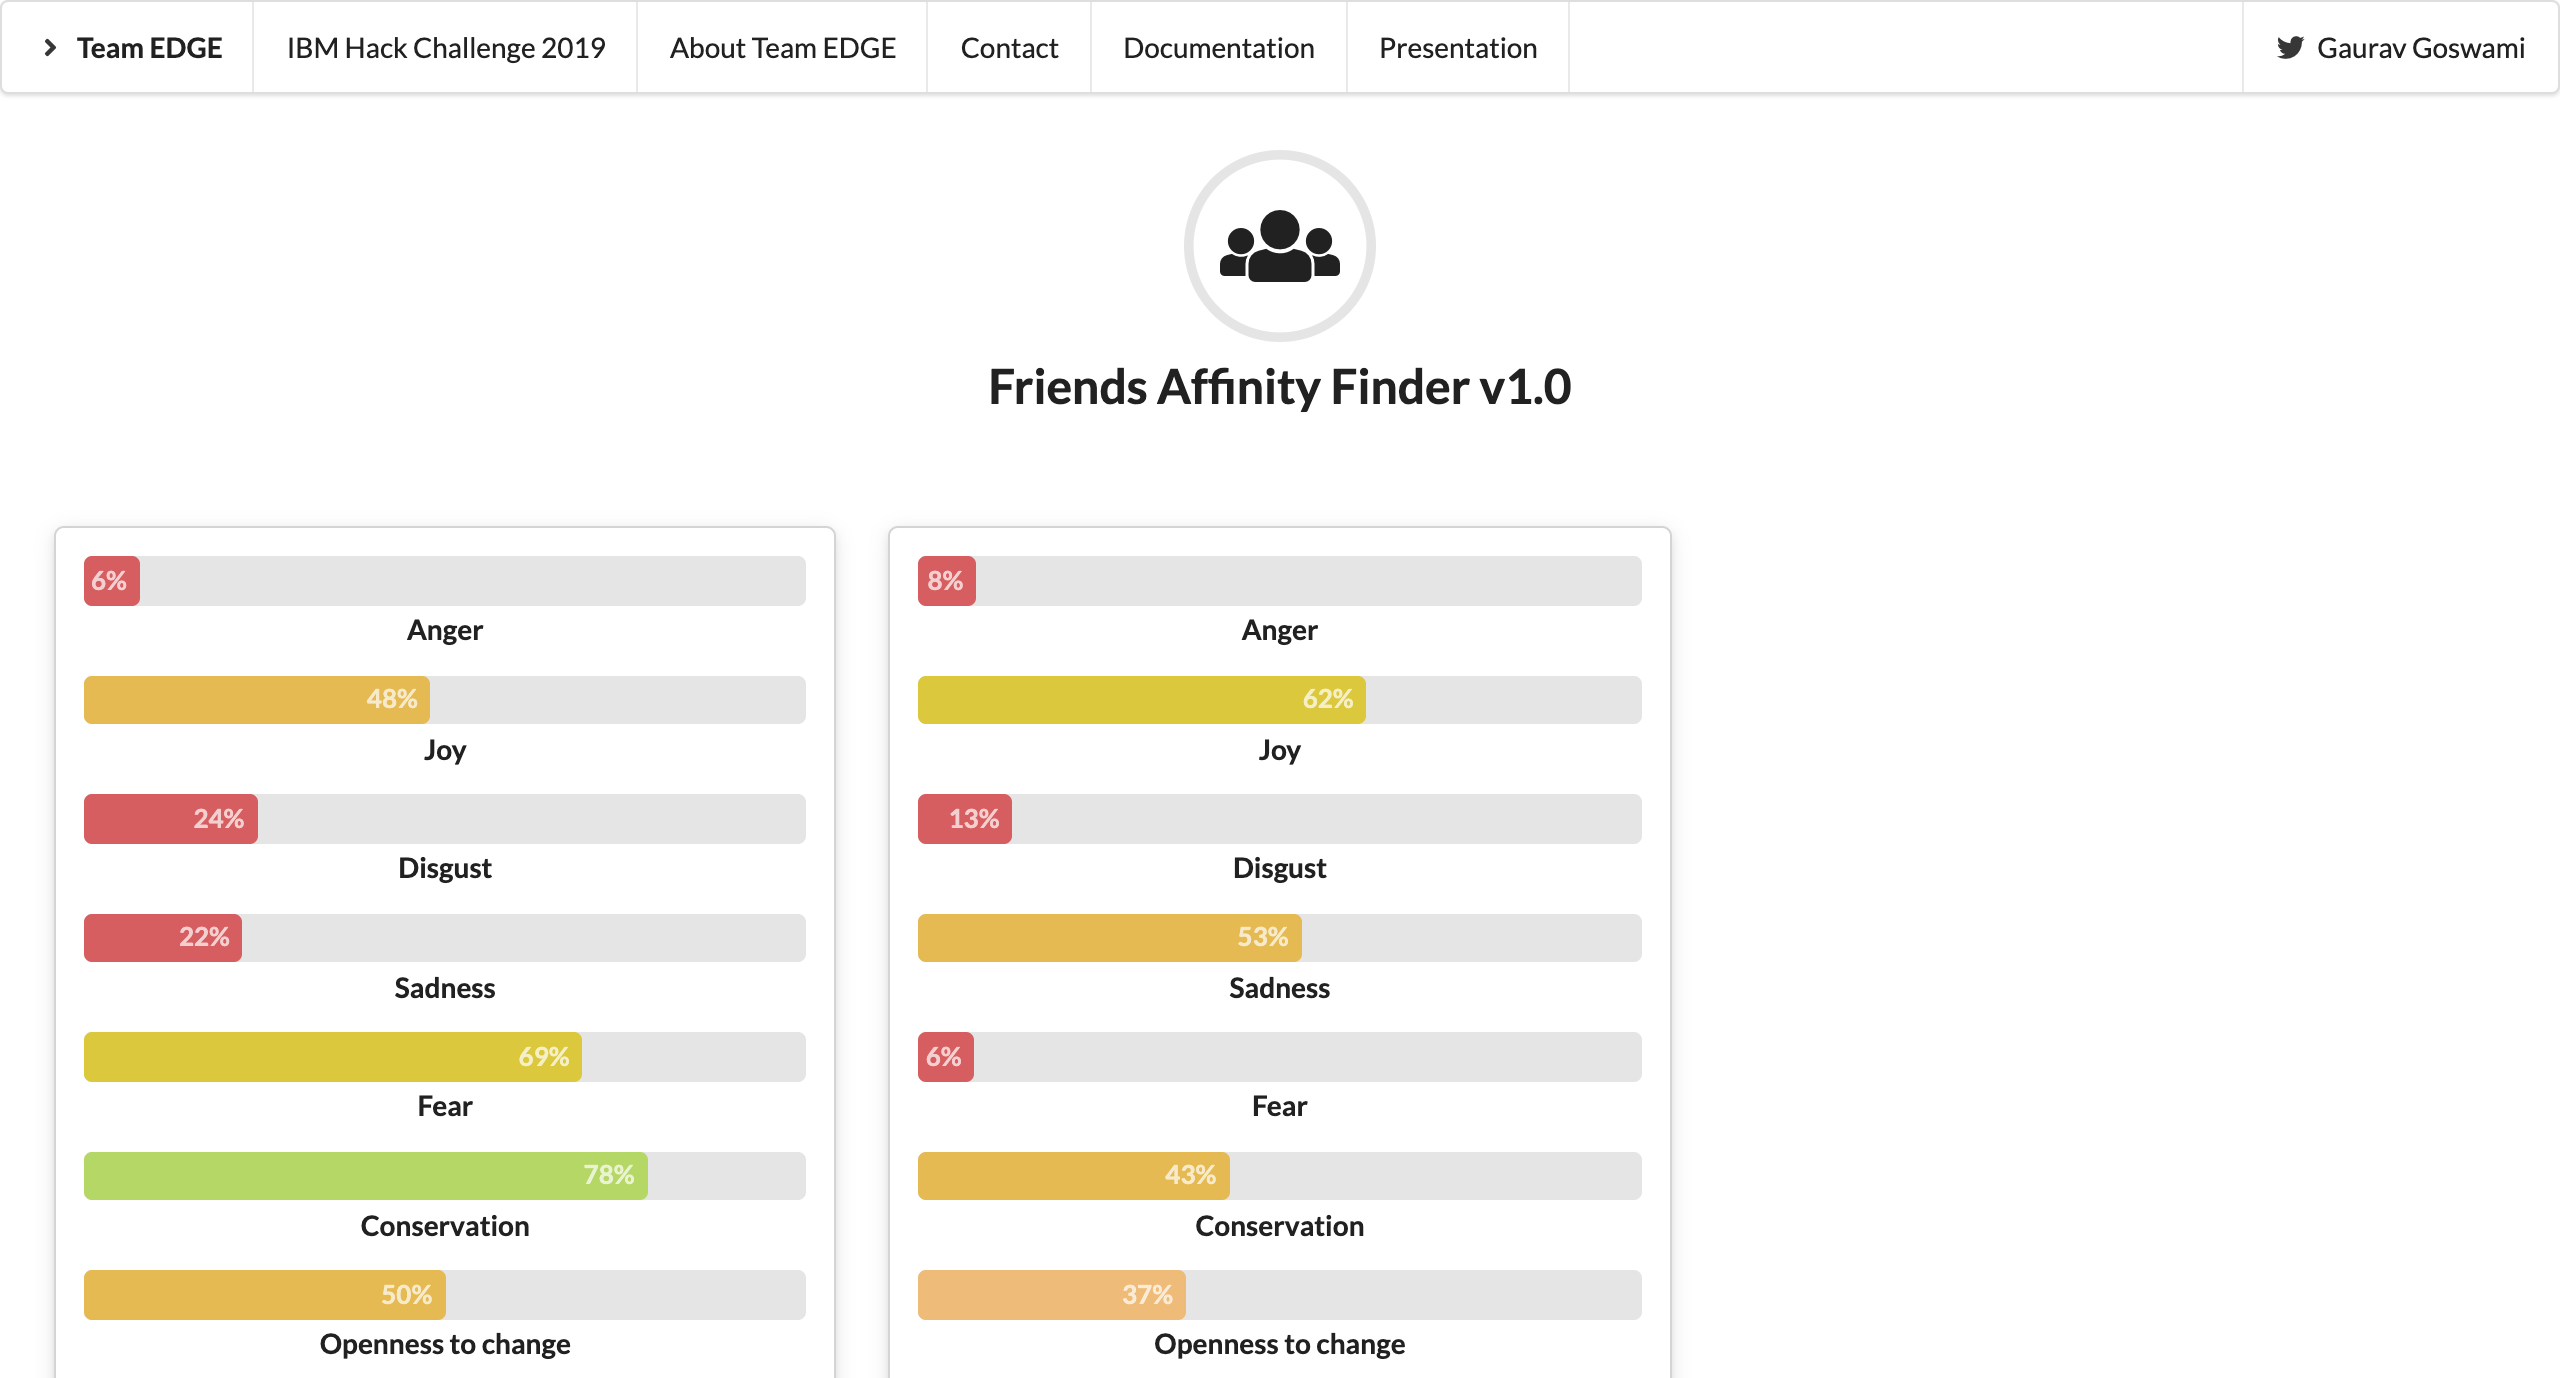 Team EDGE
IBM Hack Challenge 2019
About Team EDGE
Contact
Documentation
Presentation
Gaurav Goswami
Friends Affinity Finder v1.0
6%
Anger
48%
Joy
24%
Disgust
22%
Sadness
69%
Fear
78%
Conservation
50%
Openness to change
8%
Anger
62%
Joy
13%
Disgust
53%
Sadness
6%
Fear
43%
Conservation
37%
Openness to change